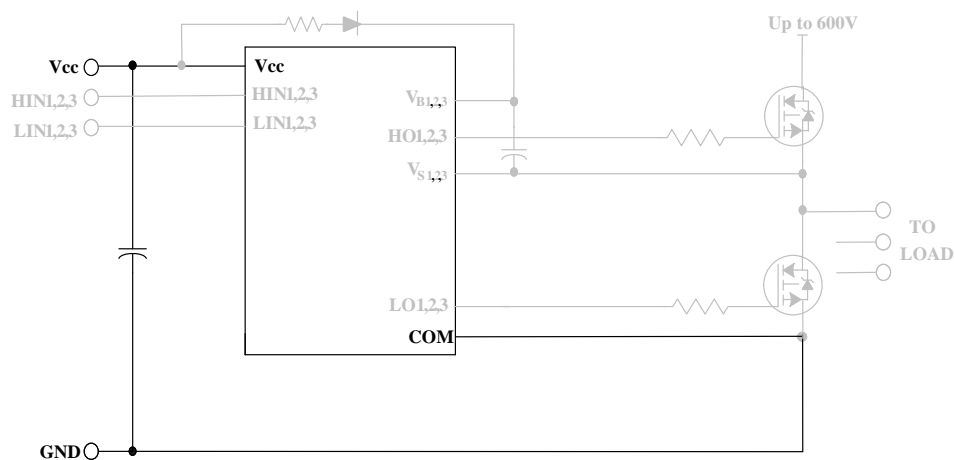 Up to 600V
Vcc
Vcc
HIN1,2,3
HIN1,2,3
VB1,2,3
LIN1,2,3
LIN1,2,3
HO1,2,3
VS1,2,3
TO
LOAD
LO1,2,3
COM
GND